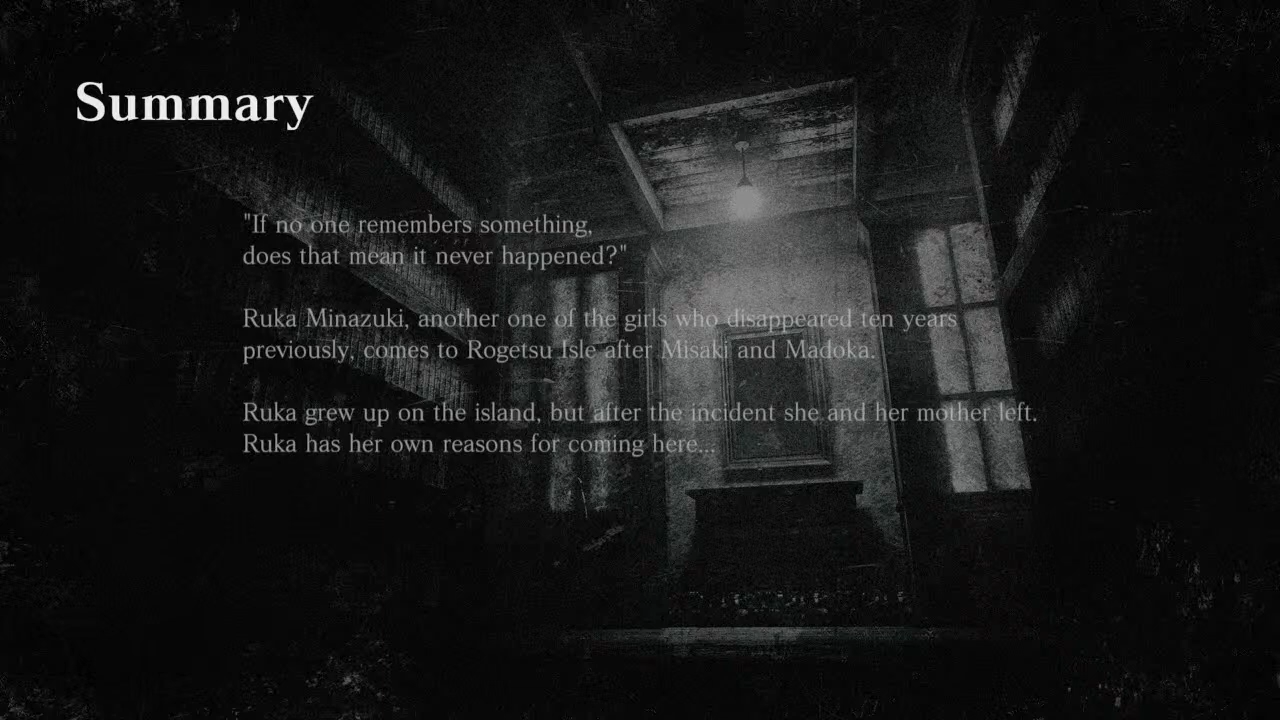 Summary
"If no one remembers something,
does that mean it never happened?"
Ruka Minazuki, another one of the girls who disappeared ten years
previously, comes to Rogetsu Isle after Misaki and Madoka.
Ruka grew up on the island, but after the incident she and her mother left.
Ruka has her own reasons for coming here...